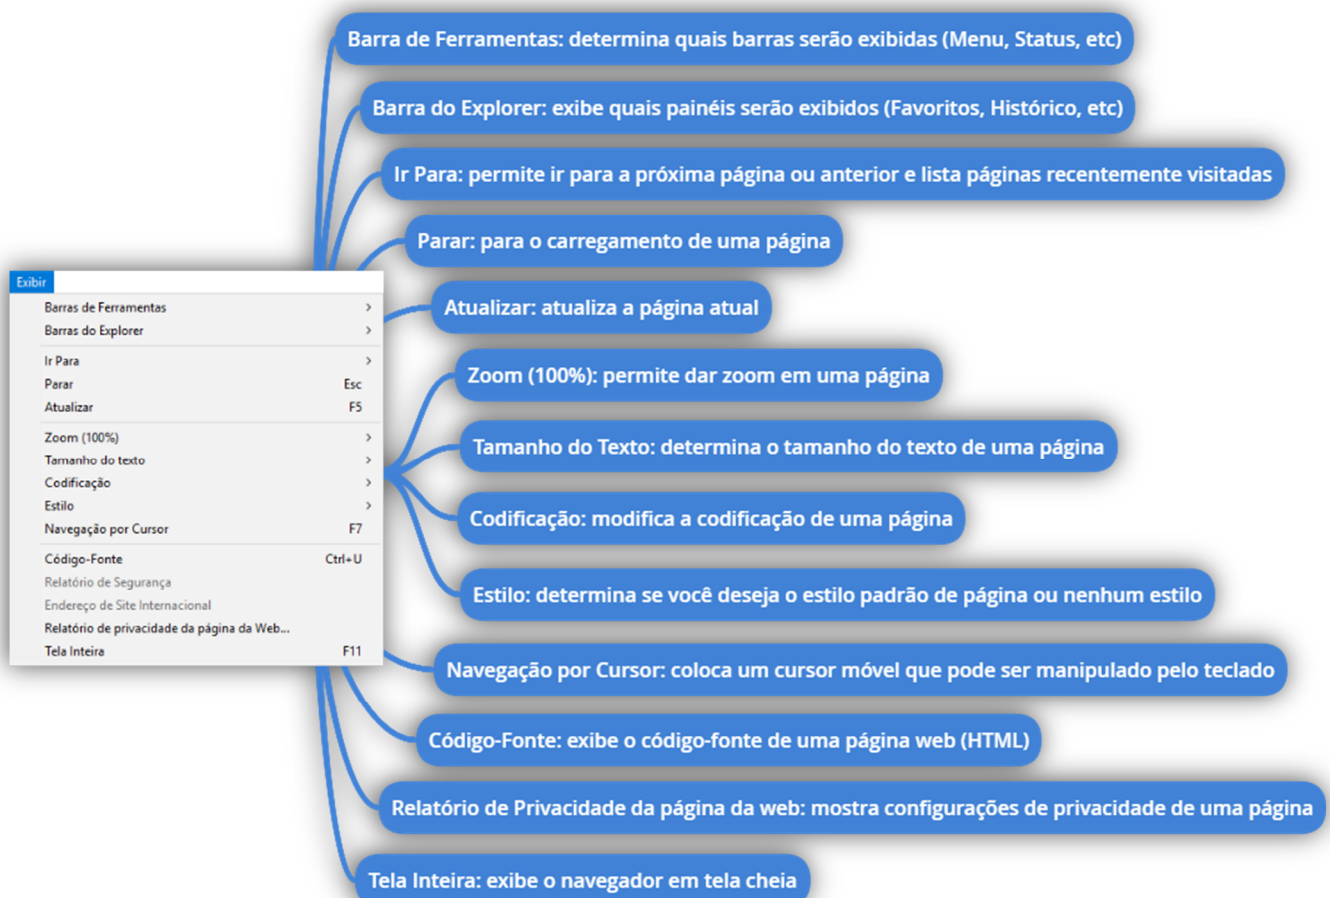 Barra de Ferramentas: determina quais barras serão exibidas (Menu, Status, etc)
Barra do Explorer: exibe quais painéis serão exibidos (Favoritos, Histórico, etc)
Ir Para: permite ir para a próxima página ou anterior e lista páginas recentemente visitadas
Parar: para o carregamento de uma página
Atualizar: atualiza a página atual
Zoom (100%): permite dar zoom em uma página
Tamanho do Texto: determina o tamanho do texto de uma página
Codificação: modifica a codificação de uma página
Estilo: determina se você deseja o estilo padrão de página ou nenhum estilo
Navegação por Cursor: coloca um cursor móvel que pode ser manipulado pelo teclado
Código-Fonte: exibe o código-fonte de uma página web (HTML)
Relatório de Privacidade da página da web: mostra configurações de privacidade de uma página
Tela Inteira: exibe o navegador em tela cheia
Exibir
Barras de Ferramentas >
Barras do Explorer >
Ir Para >
Parar Esc
Atualizar F5
Zoom (100%) >
Tamanho do texto >
Codificação >
Estilo >
Navegação por Cursor F7
Código-Fonte Ctrl+U
Relatório de Segurança
Endereço de Site Internacional
Relatório de privacidade da página da Web...
Tela Inteira F11